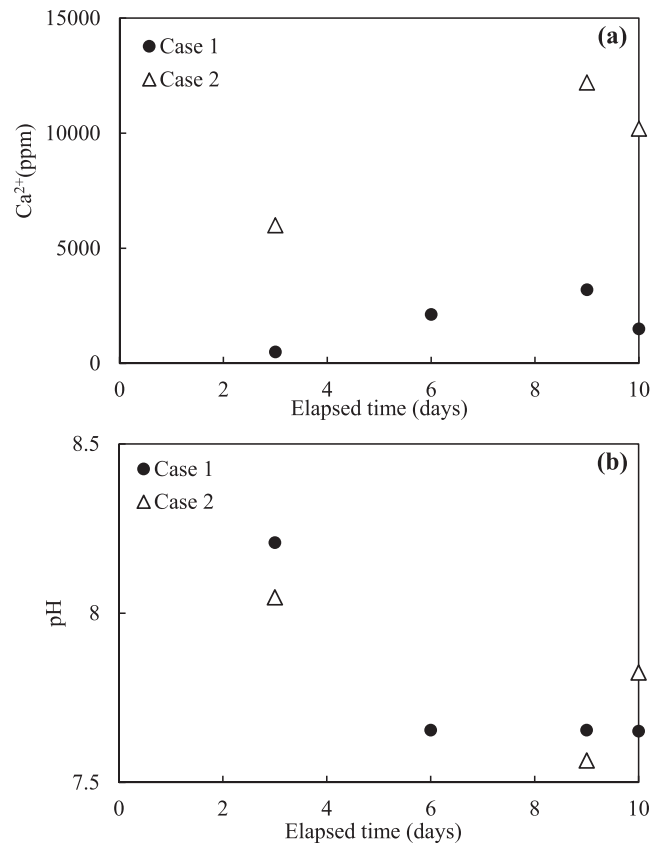 15000
(a)
Case 1
Case 2
10000
Ca²⁺(ppm)
5000
0
0 2 4 6 8 10
Elapsed time (days)
8.5
(b)
Case 1
Case 2
8
pH
7.5
0 2 4 6 8 10
Elapsed time (days)